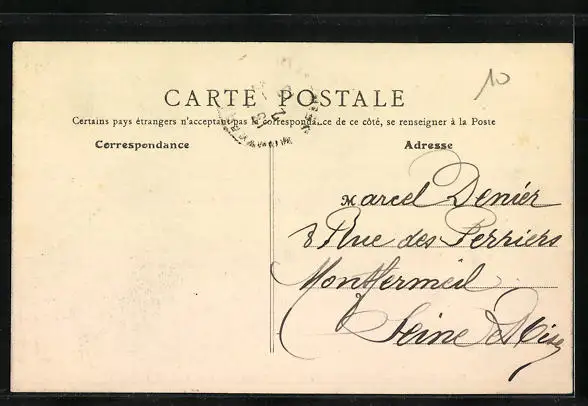 10
CARTE POSTALE
Certains pays étrangers n'acceptant pas la correspondance de ce côté, se renseigner à la Poste
Correspondance
Adresse
Marcel Denier
8 Rue des Perriers
Montfermeil
Seine & Oise